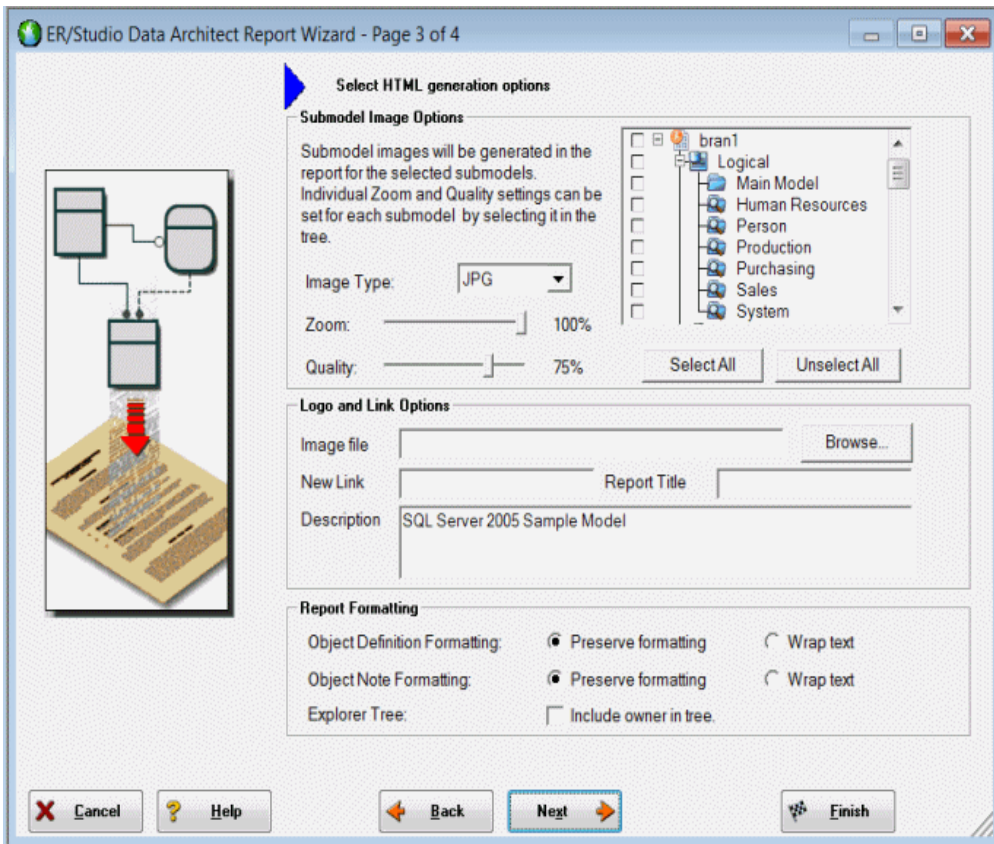 ER/Studio Data Architect Report Wizard - Page 3 of 4
Select HTML generation options
Submodel Image Options
Submodel images will be generated in the
report for the selected submodels.
Individual Zoom and Quality settings can be
set for each submodel by selecting it in the
tree.
Image Type:
JPG
Zoom:
100%
Quality:
75%
bran1
Logical
Main Model
Human Resources
Person
Production
Purchasing
Sales
System
Select All
Unselect All
Logo and Link Options
Image file
Browse...
New Link
Report Title
Description
SQL Server 2005 Sample Model
Report Formatting
Object Definition Formatting:
Preserve formatting
Wrap text
Object Note Formatting:
Preserve formatting
Wrap text
Explorer Tree:
Include owner in tree.
Cancel
Help
Back
Next
Finish